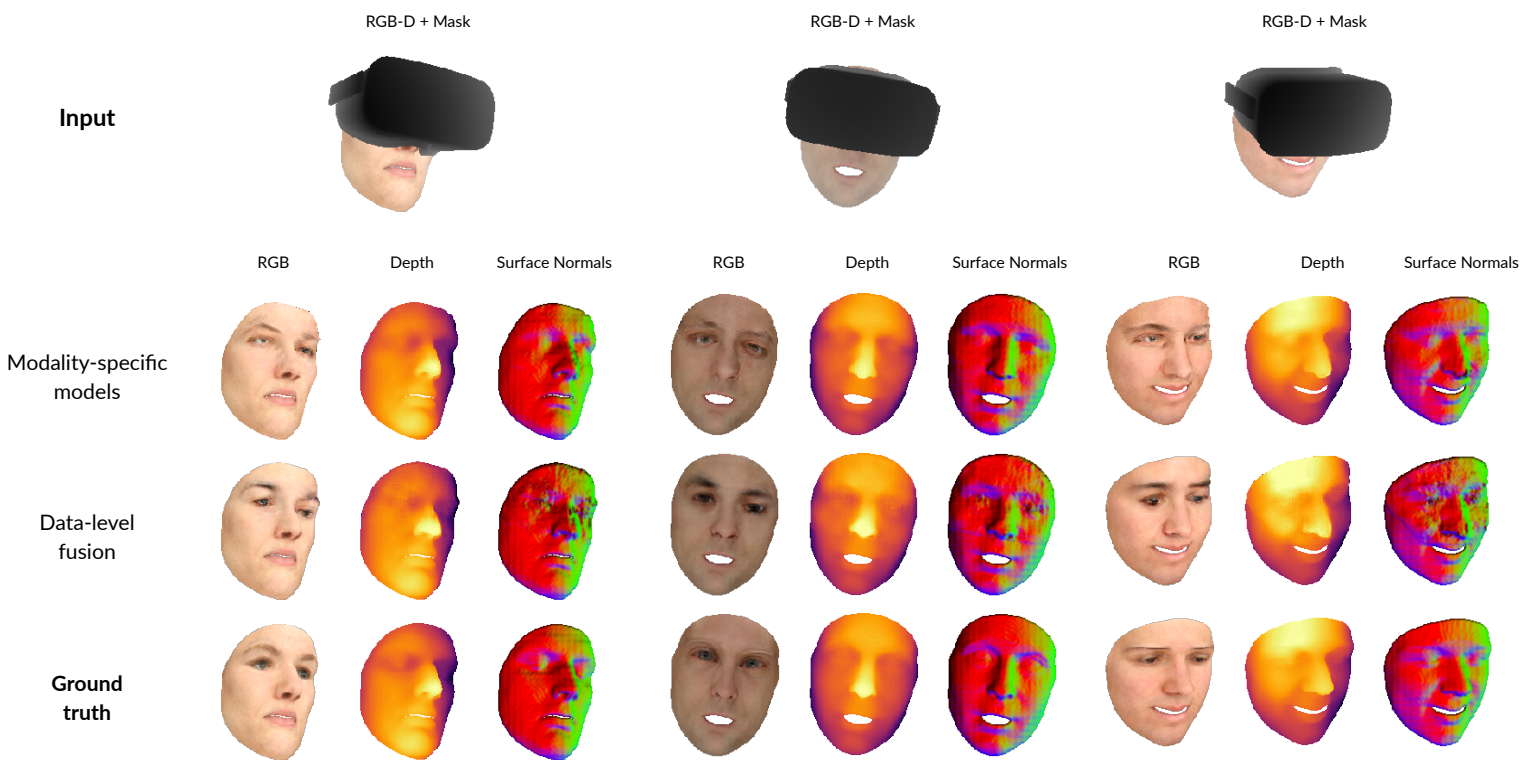 RGB-D + Mask
RGB-D + Mask
RGB-D + Mask
Input
RGB
Depth
Surface Normals
RGB
Depth
Surface Normals
RGB
Depth
Surface Normals
Modality-specific
models
Data-level
fusion
Ground
truth